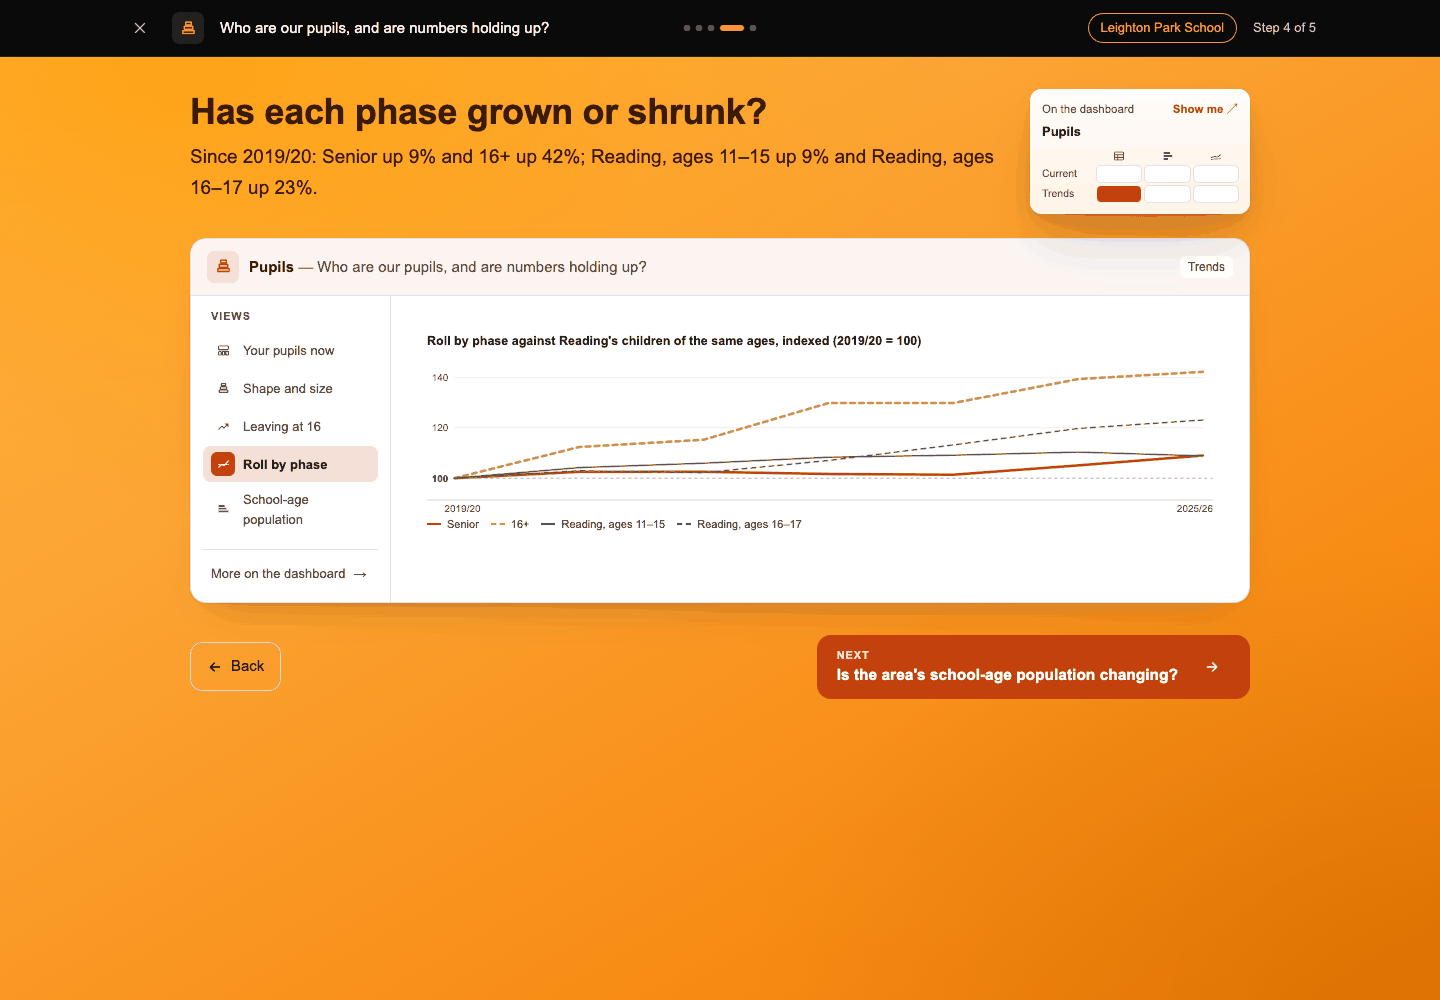 Who are our pupils, and are numbers holding up?
Leighton Park School
Step 4 of 5
Has each phase grown or shrunk?
Since 2019/20: Senior up 9% and 16+ up 42%; Reading, ages 11–15 up 9% and Reading, ages
16–17 up 23%.
On the dashboard
Show me
Pupils
Current
Trends
Pupils — Who are our pupils, and are numbers holding up?
Trends
VIEWS
Your pupils now
Shape and size
Leaving at 16
Roll by phase
School-age
population
More on the dashboard →
Roll by phase against Reading's children of the same ages, indexed (2019/20 = 100)
140
120
100
2019/20
2025/26
Senior
16+
Reading, ages 11–15
Reading, ages 16–17
← Back
NEXT
Is the area's school-age population changing? →